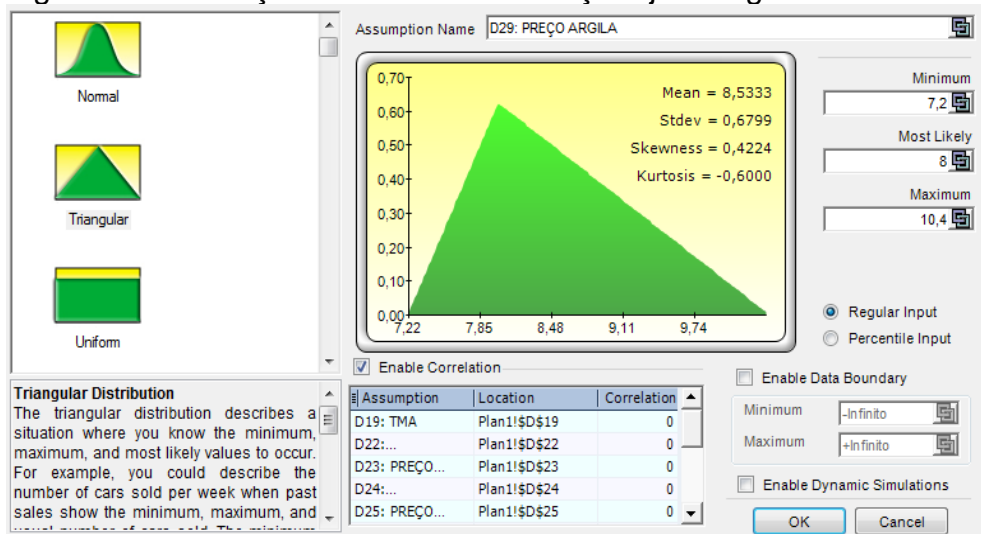 Normal
Triangular
Uniform
Triangular Distribution
The triangular distribution describes a
situation where you know the minimum,
maximum, and most likely values to occur.
For example, you could describe the
number of cars sold per week when past
sales show the minimum, maximum, and
Assumption Name D29: PREÇO ARGILA
0,70
0,60
0,50
0,40
0,30
0,20
0,10
0,00
Mean = 8,5333
Stdev = 0,6799
Skewness = 0,4224
Kurtosis = -0,6000
7,22 7,85 8,48 9,11 9,74
Minimum
7,2
Most Likely
8
Maximum
10,4
Regular Input
Percentile Input
Enable Correlation
Assumption Location Correlation
D19: TMA Plan1!$D$19 0
D22:... Plan1!$D$22 0
D23: PREÇO... Plan1!$D$23 0
D24:... Plan1!$D$24 0
D25: PREÇO... Plan1!$D$25 0
Enable Data Boundary
Minimum -Infinito
Maximum +Infinito
Enable Dynamic Simulations
OK Cancel